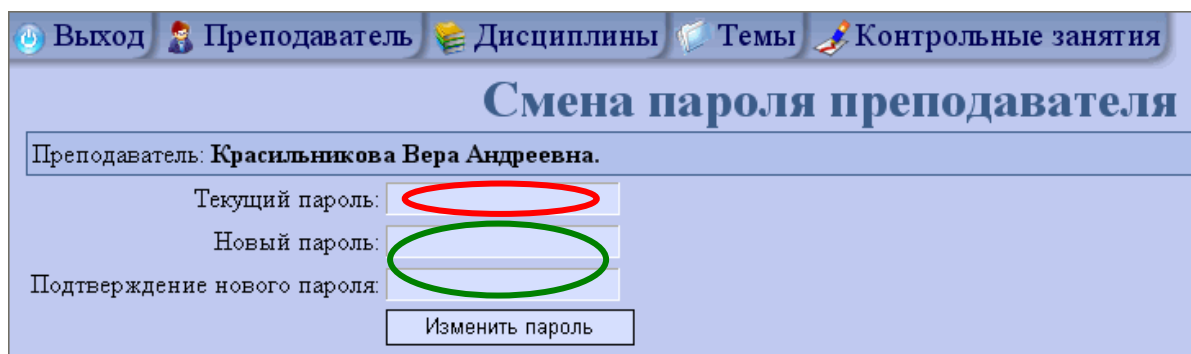 Выход Преподаватель Дисциплины Темы Контрольные занятия
Смена пароля преподавателя
Преподаватель: Красильникова Вера Андреевна.
Текущий пароль:
Новый пароль:
Подтверждение нового пароля:
Изменить пароль